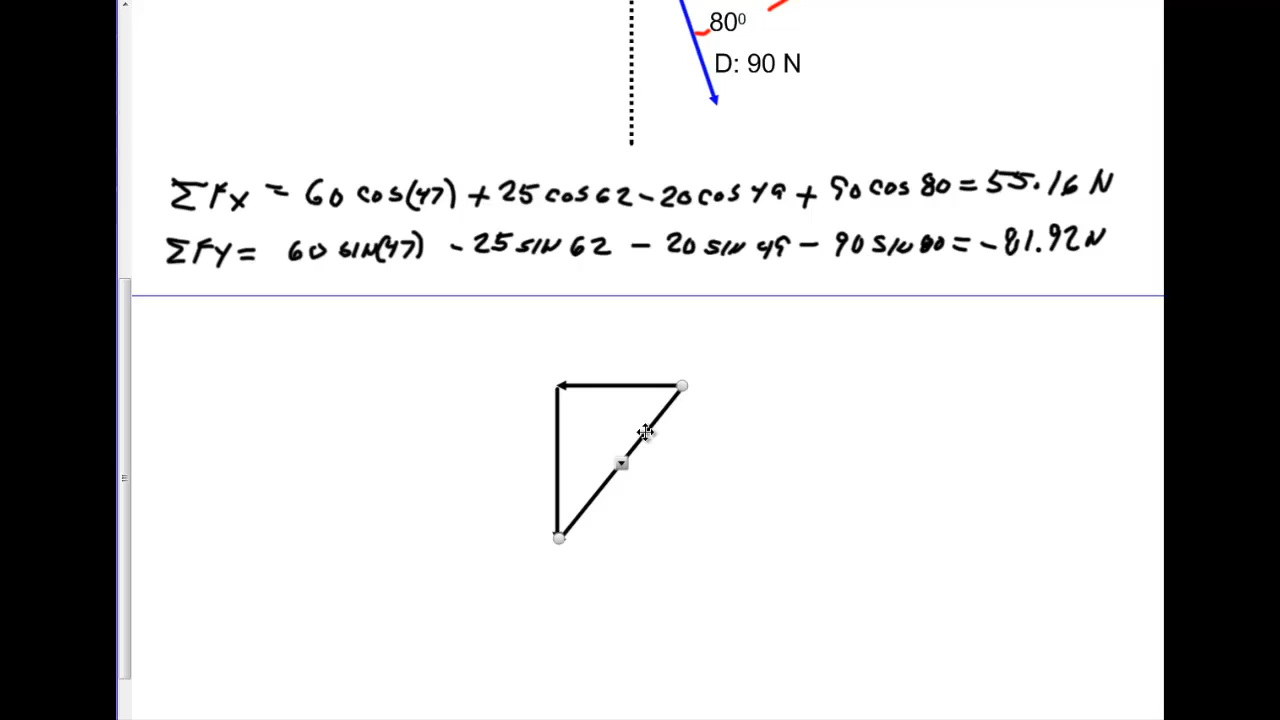 80⁰
D: 90 N
ΣFx = 60 cos(47) + 25 cos 62 - 20 cos 49 + 90 cos 80 = 55.16 N
ΣFy = 60 sin(47) - 25 sin 62 - 20 sin 49 - 90 sin 80 = -81.92 N